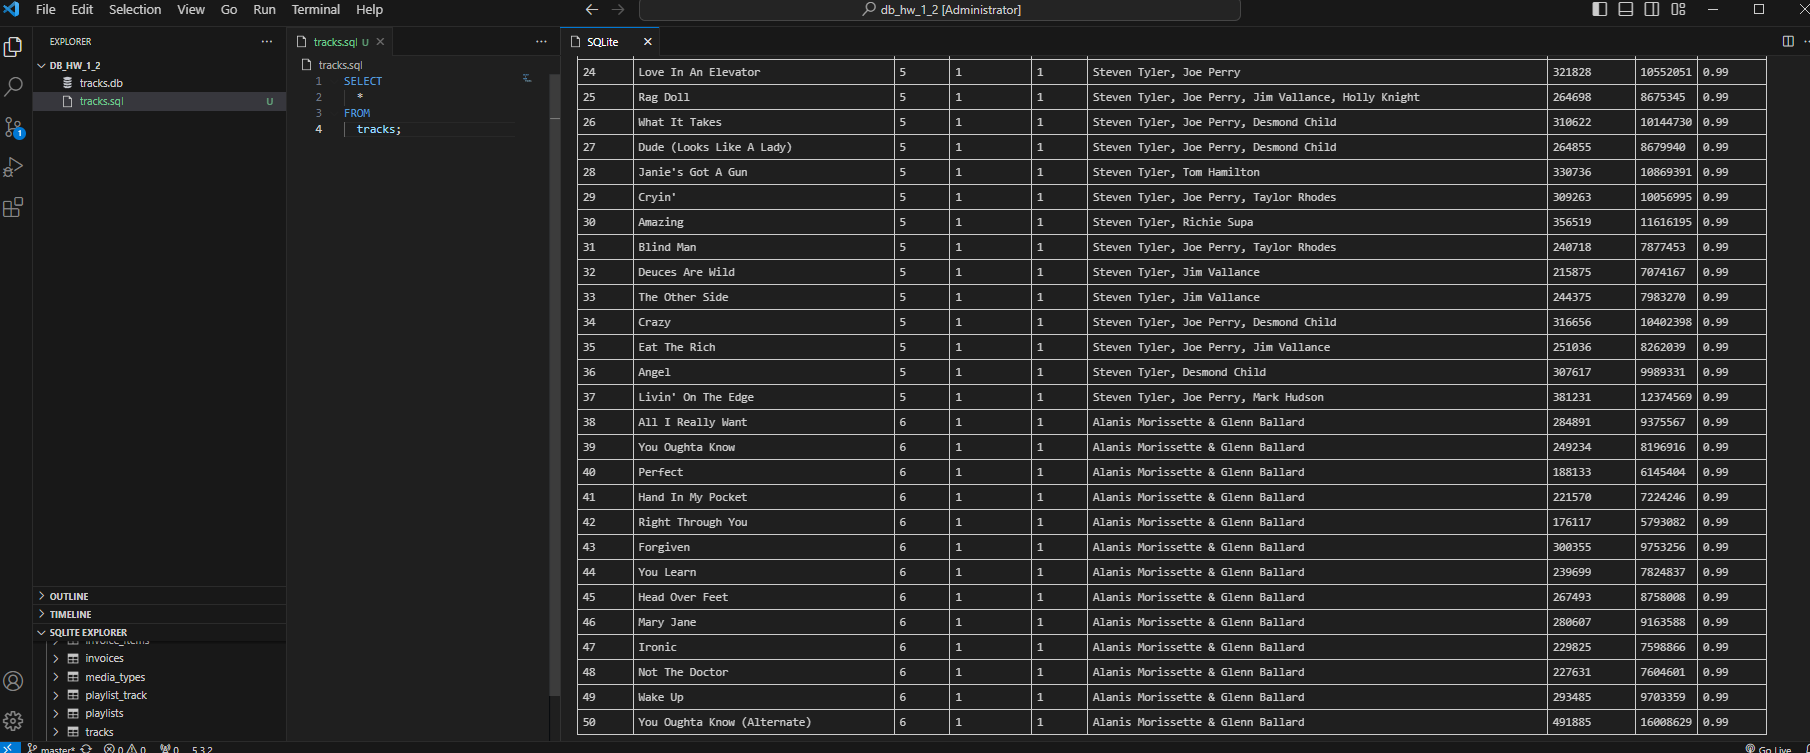 File Edit Selection View Go Run Terminal Help db_hw_1_2 [Administrator]
EXPLORER
DB_HW_1_2
tracks.db
tracks.sql U
OUTLINE
TIMELINE
SQLITE EXPLORER
invoice_items
invoices
media_types
playlist_track
playlists
tracks
tracks.sql U
tracks.sql
1 SELECT
2 *
3 FROM
4 tracks;
SQLite
24 Love In An Elevator 5 1 1 Steven Tyler, Joe Perry 321828 10552051 0.99
25 Rag Doll 5 1 1 Steven Tyler, Joe Perry, Jim Vallance, Holly Knight 264698 8675345 0.99
26 What It Takes 5 1 1 Steven Tyler, Joe Perry, Desmond Child 310622 10144730 0.99
27 Dude (Looks Like A Lady) 5 1 1 Steven Tyler, Joe Perry, Desmond Child 264855 8679940 0.99
28 Janie's Got A Gun 5 1 1 Steven Tyler, Tom Hamilton 330736 10869391 0.99
29 Cryin' 5 1 1 Steven Tyler, Joe Perry, Taylor Rhodes 309263 10056995 0.99
30 Amazing 5 1 1 Steven Tyler, Richie Supa 356519 11616195 0.99
31 Blind Man 5 1 1 Steven Tyler, Joe Perry, Taylor Rhodes 240718 7877453 0.99
32 Deuces Are Wild 5 1 1 Steven Tyler, Jim Vallance 215875 7074167 0.99
33 The Other Side 5 1 1 Steven Tyler, Jim Vallance 244375 7983270 0.99
34 Crazy 5 1 1 Steven Tyler, Joe Perry, Desmond Child 316656 10402398 0.99
35 Eat The Rich 5 1 1 Steven Tyler, Joe Perry, Jim Vallance 251036 8262039 0.99
36 Angel 5 1 1 Steven Tyler, Desmond Child 307617 9989331 0.99
37 Livin' On The Edge 5 1 1 Steven Tyler, Joe Perry, Mark Hudson 381231 12374569 0.99
38 All I Really Want 6 1 1 Alanis Morissette & Glenn Ballard 284891 9375567 0.99
39 You Oughta Know 6 1 1 Alanis Morissette & Glenn Ballard 249234 8196916 0.99
40 Perfect 6 1 1 Alanis Morissette & Glenn Ballard 188133 6145404 0.99
41 Hand In My Pocket 6 1 1 Alanis Morissette & Glenn Ballard 221570 7224246 0.99
42 Right Through You 6 1 1 Alanis Morissette & Glenn Ballard 176117 5793082 0.99
43 Forgiven 6 1 1 Alanis Morissette & Glenn Ballard 300355 9753256 0.99
44 You Learn 6 1 1 Alanis Morissette & Glenn Ballard 239699 7824837 0.99
45 Head Over Feet 6 1 1 Alanis Morissette & Glenn Ballard 267493 8758008 0.99
46 Mary Jane 6 1 1 Alanis Morissette & Glenn Ballard 280607 9163588 0.99
47 Ironic 6 1 1 Alanis Morissette & Glenn Ballard 229825 7598866 0.99
48 Not The Doctor 6 1 1 Alanis Morissette & Glenn Ballard 227631 7604601 0.99
49 Wake Up 6 1 1 Alanis Morissette & Glenn Ballard 293485 9703359 0.99
50 You Oughta Know (Alternate) 6 1 1 Alanis Morissette & Glenn Ballard 491885 16008629 0.99
1
master* 0 0 0 5.3.2 Go Live